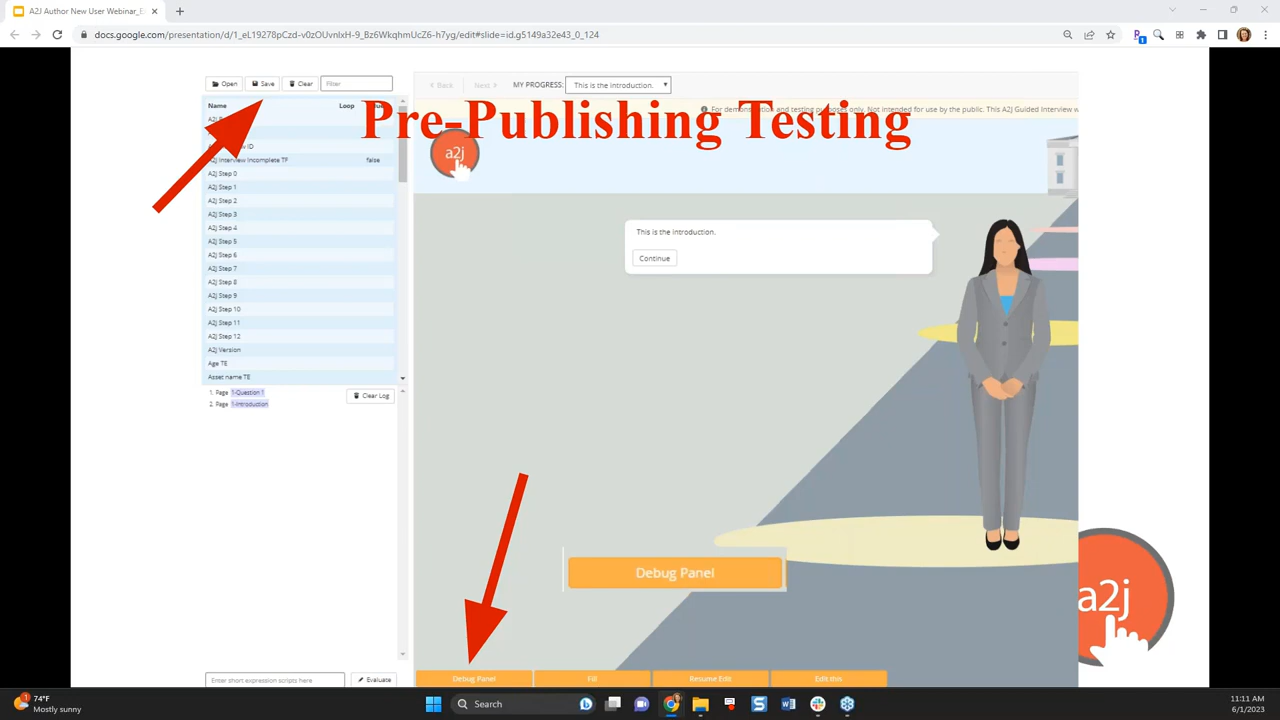 A2J Author New User Webinar_E
docs.google.com/presentation/d/1_eL19278pCzd-v0zOUvnlxH-9_Bz6WkqhmUcZ6-h7yg/edit#slide=id.g5149a32e43_0_124
Open Save Clear Filter
Back Next MY PROGRESS: This is the introduction.
Name Loop
For demonstration and testing purposes only. Not intended for use by the public. This A2J Guided Interview w
Pre-Publishing Testing
ID
A2J Interview Incomplete TF false
A2J Step 0
A2J Step 1
A2J Step 2
A2J Step 3
A2J Step 4
A2J Step 5
A2J Step 6
A2J Step 7
A2J Step 8
A2J Step 9
A2J Step 10
A2J Step 11
A2J Step 12
A2J Version
Age TE
Asset name TE
a2j
This is the introduction.
Continue
1. Page 1-Question 1
2. Page 1-Introduction
Clear Log
Debug Panel
a2j
Enter short expression scripts here Evaluate
Debug Panel Fill Resume Edit Edit this
1
74°F
Mostly sunny
Search
11:11 AM
6/1/2023